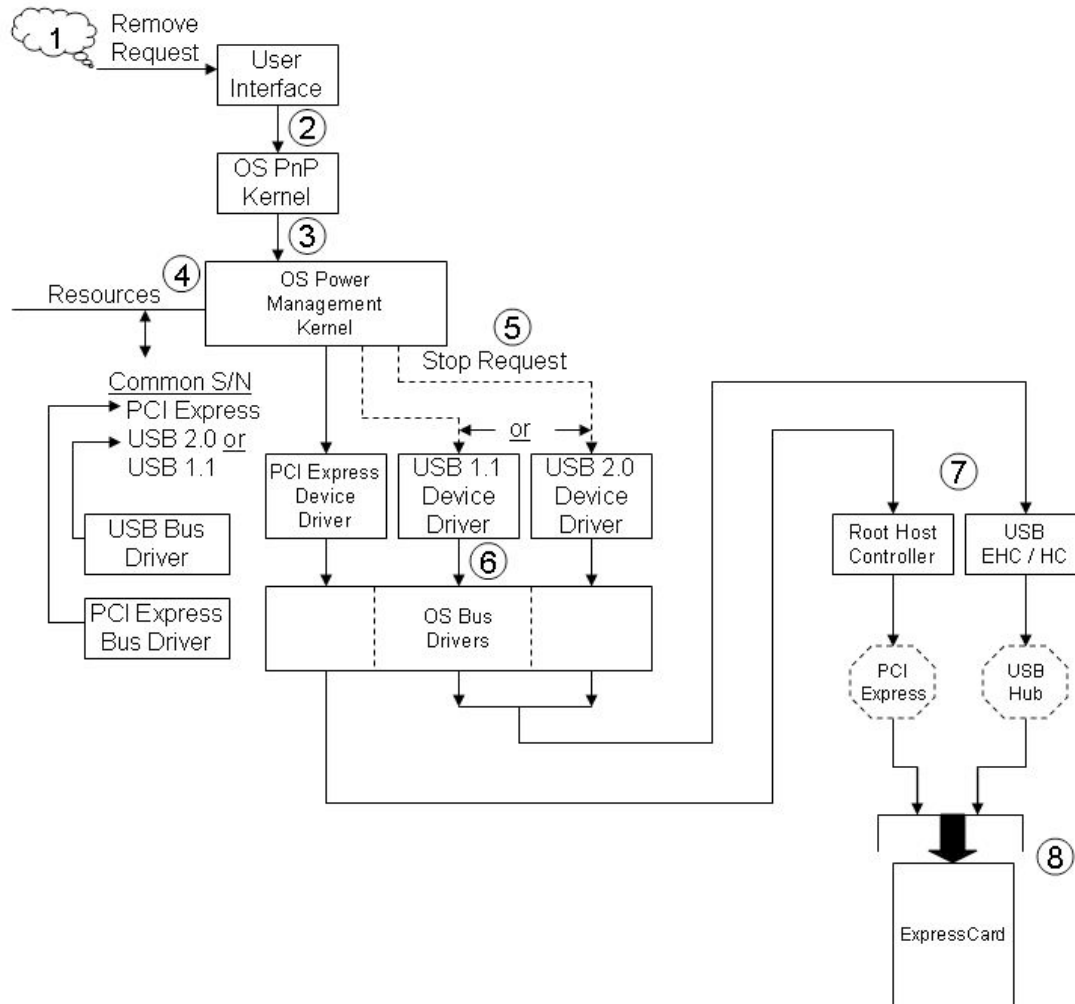 1
Remove
Request
User
Interface
2
OS PnP
Kernel
3
4
Resources
OS Power
Management
Kernel
5
Stop Request
Common S/N
PCI Express
USB 2.0 or
USB 1.1
or
PCI Express
Device
Driver
USB 1.1
Device
Driver
USB 2.0
Device
Driver
USB Bus
Driver
PCI Express
Bus Driver
6
OS Bus
Drivers
7
Root Host
Controller
USB
EHC / HC
PCI
Express
USB
Hub
8
ExpressCard